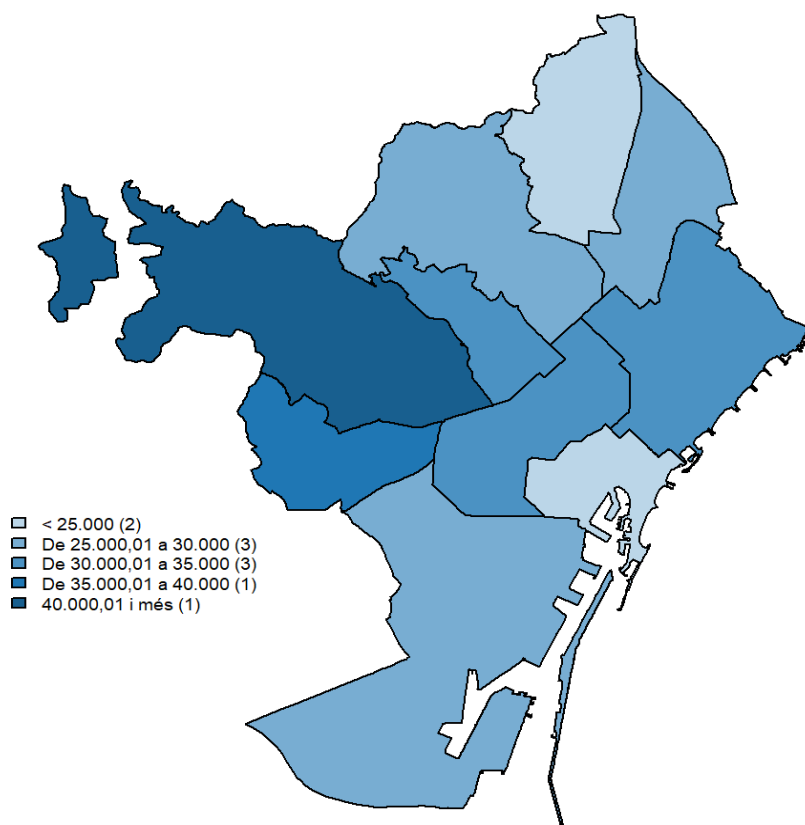 < 25.000 (2)
De 25.000,01 a 30.000 (3)
De 30.000,01 a 35.000 (3)
De 35.000,01 a 40.000 (1)
40.000,01 i més (1)